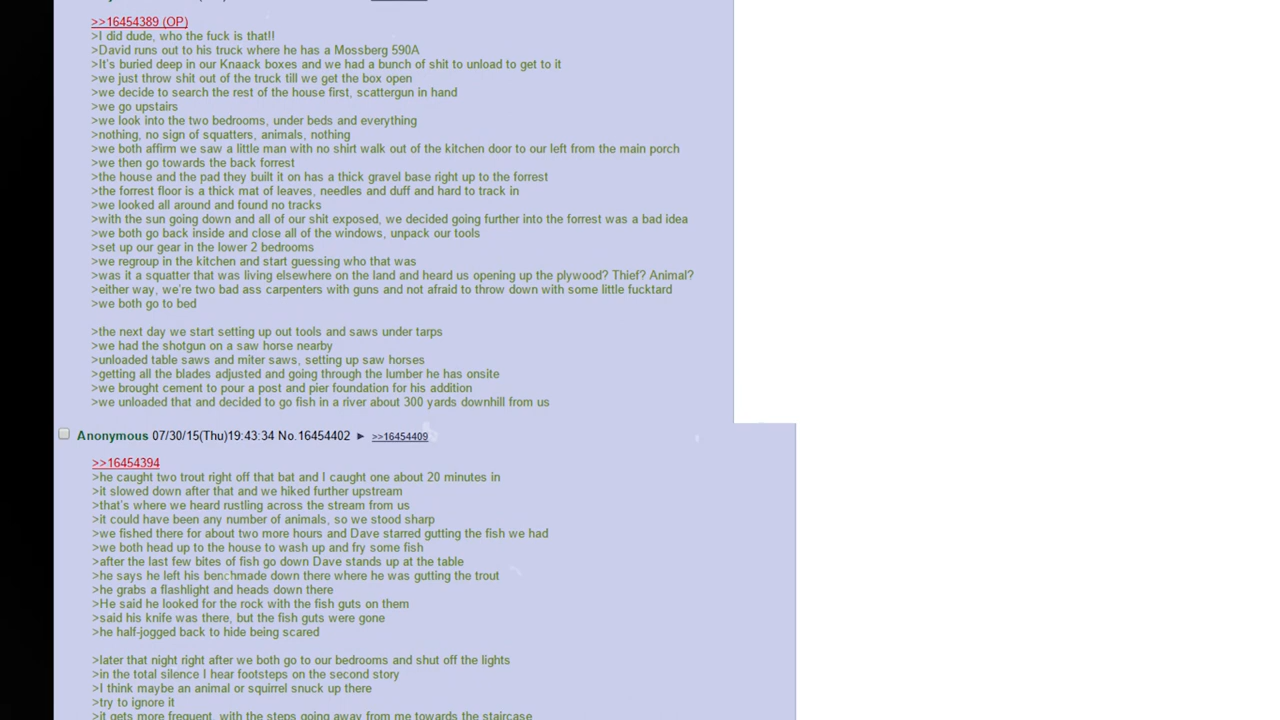 >>16454389 (OP)
>I did dude, who the fuck is that!!
>David runs out to his truck where he has a Mossberg 590A
>It's buried deep in our Knaack boxes and we had a bunch of shit to unload to get to it
>we just throw shit out of the truck till we get the box open
>we decide to search the rest of the house first, scattergun in hand
>we go upstairs
>we look into the two bedrooms, under beds and everything
>nothing, no sign of squatters, animals, nothing
>we both affirm we saw a little man with no shirt walk out of the kitchen door to our left from the main porch
>we then go towards the back forrest
>the house and the pad they built it on has a thick gravel base right up to the forrest
>the forrest floor is a thick mat of leaves, needles and duff and hard to track in
>we looked all around and found no tracks
>with the sun going down and all of our shit exposed, we decided going further into the forrest was a bad idea
>we both go back inside and close all of the windows, unpack our tools
>set up our gear in the lower 2 bedrooms
>we regroup in the kitchen and start guessing who that was
>was it a squatter that was living elsewhere on the land and heard us opening up the plywood? Thief? Animal?
>either way, we're two bad ass carpenters with guns and not afraid to throw down with some little fucktard
>we both go to bed
>the next day we start setting up out tools and saws under tarps
>we had the shotgun on a saw horse nearby
>unloaded table saws and miter saws, setting up saw horses
>getting all the blades adjusted and going through the lumber he has onsite
>we brought cement to pour a post and pier foundation for his addition
>we unloaded that and decided to go fish in a river about 300 yards downhill from us
Anonymous 07/30/15(Thu)19:43:34 No.16454402 ► >>16454409
>>16454394
>he caught two trout right off that bat and I caught one about 20 minutes in
>it slowed down after that and we hiked further upstream
>that's where we heard rustling across the stream from us
>it could have been any number of animals, so we stood sharp
>we fished there for about two more hours and Dave starred gutting the fish we had
>we both head up to the house to wash up and fry some fish
>after the last few bites of fish go down Dave stands up at the table
>he says he left his benchmade down there where he was gutting the trout
>he grabs a flashlight and heads down there
>He said he looked for the rock with the fish guts on them
>said his knife was there, but the fish guts were gone
>he half-jogged back to hide being scared
>later that night right after we both go to our bedrooms and shut off the lights
>in the total silence I hear footsteps on the second story
>I think maybe an animal or squirrel snuck up there
>try to ignore it
>it gets more frequent, with the steps going away from me towards the staircase